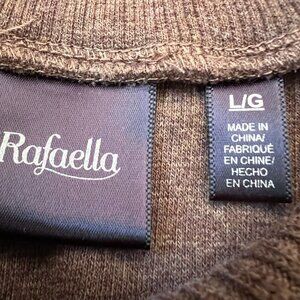 Rafaella
L/G
MADE IN
CHINA/
FABRIQUÉ
EN CHINE/
HECHO
EN CHINA